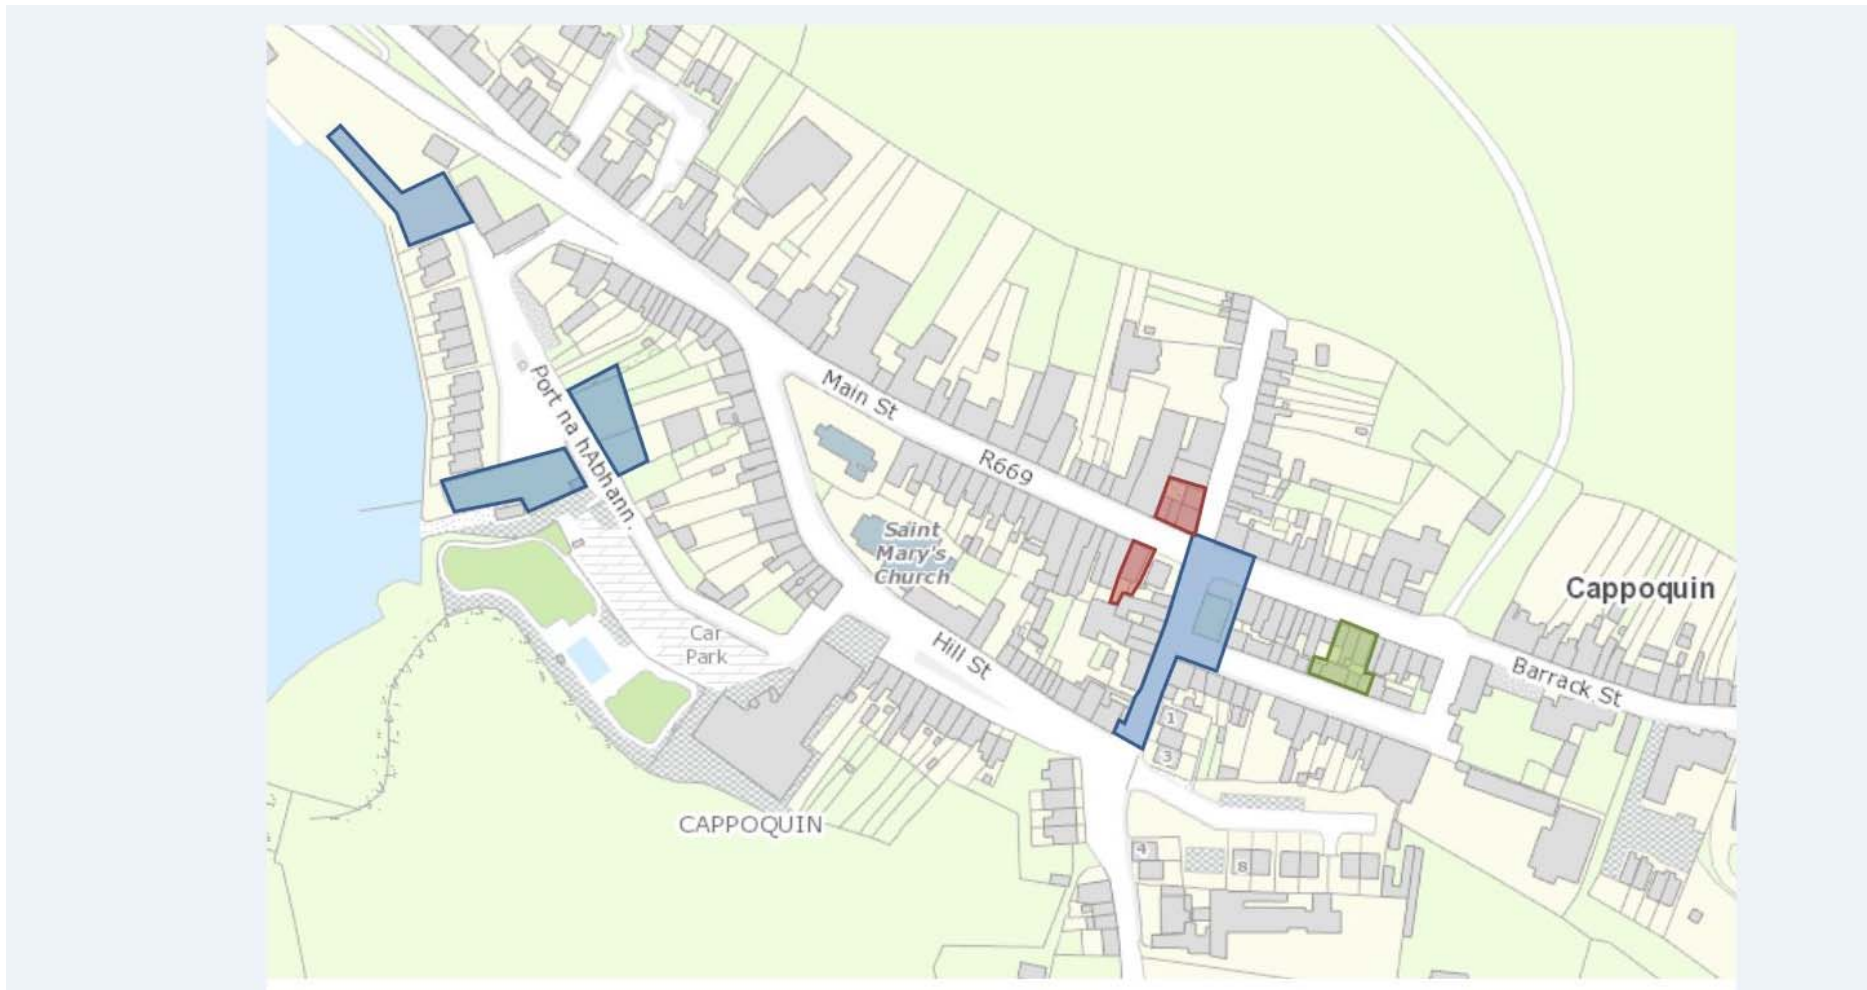 Port na hAbhann
Main St
R669
Saint
Mary's
Church
Cappoquin
Car
Park
Hill St
Barrack St
1
3
CAPPOQUIN
4
8